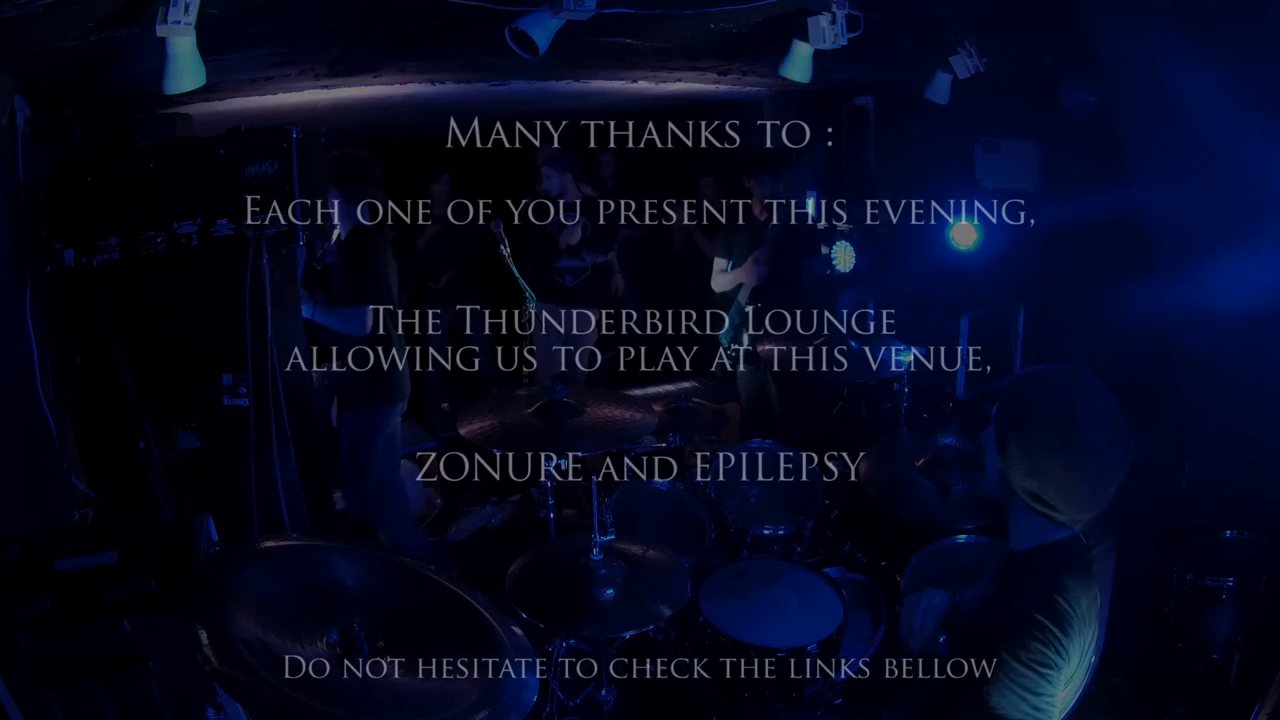 Many thanks to :
Each one of you present this evening,
The Thunderbird Lounge
allowing us to play at this venue,
ZONURE and EPILEPSY
Do not hesitate to check the links bellow